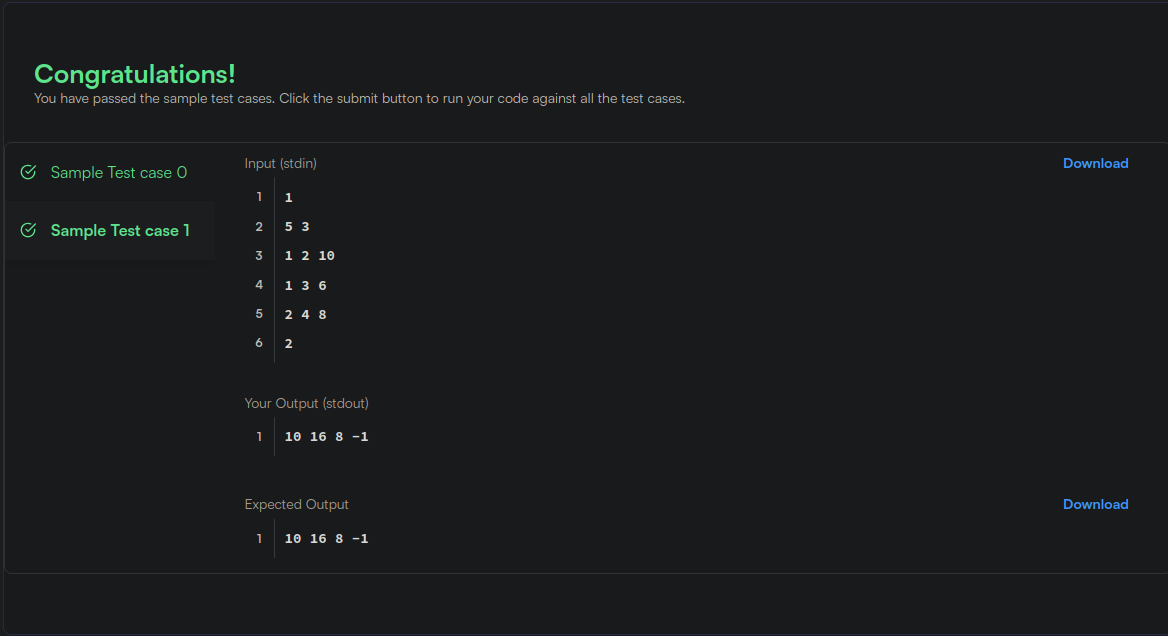 Congratulations!
You have passed the sample test cases. Click the submit button to run your code against all the test cases.
Sample Test case 0
Sample Test case 1
Input (stdin)
Download
1 1
2 5 3
3 1 2 10
4 1 3 6
5 2 4 8
6 2
Your Output (stdout)
1 10 16 8 -1
Expected Output
Download
1 10 16 8 -1